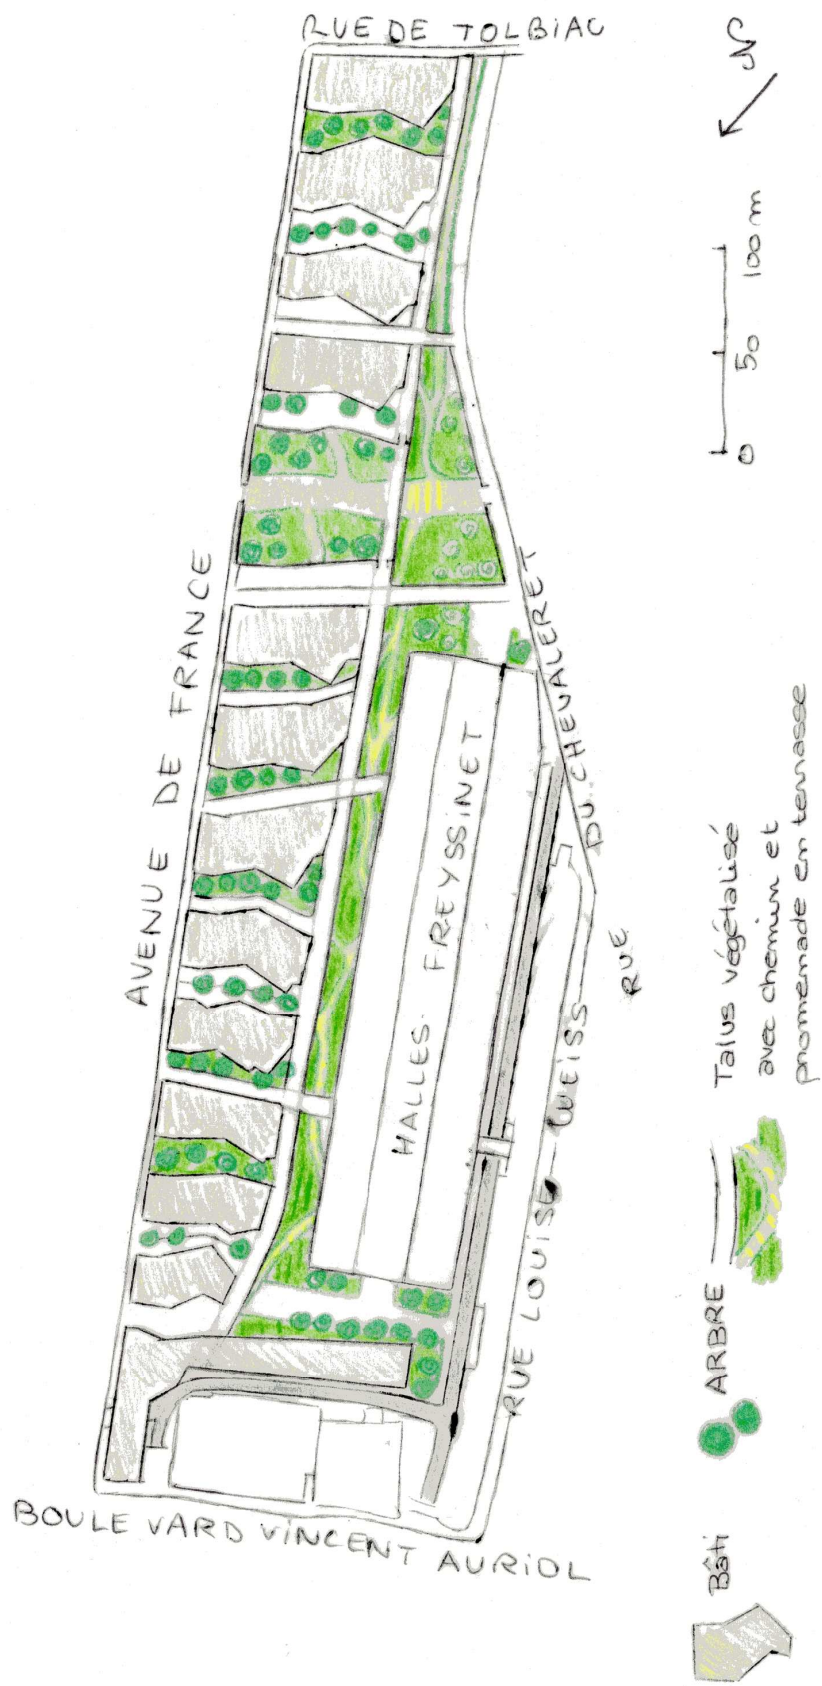 RUE DE TOLBIAC
N
0 50 100 m
AVENUE DE FRANCE
RUE DU CHEVALERET
HALLES FREYSSINET
RUE LOUISE WEISS
BOULEVARD VINCENT AURIOL
Bâti
ARBRE
Talus végétalisé
avec chemin et
promenade en terrasse